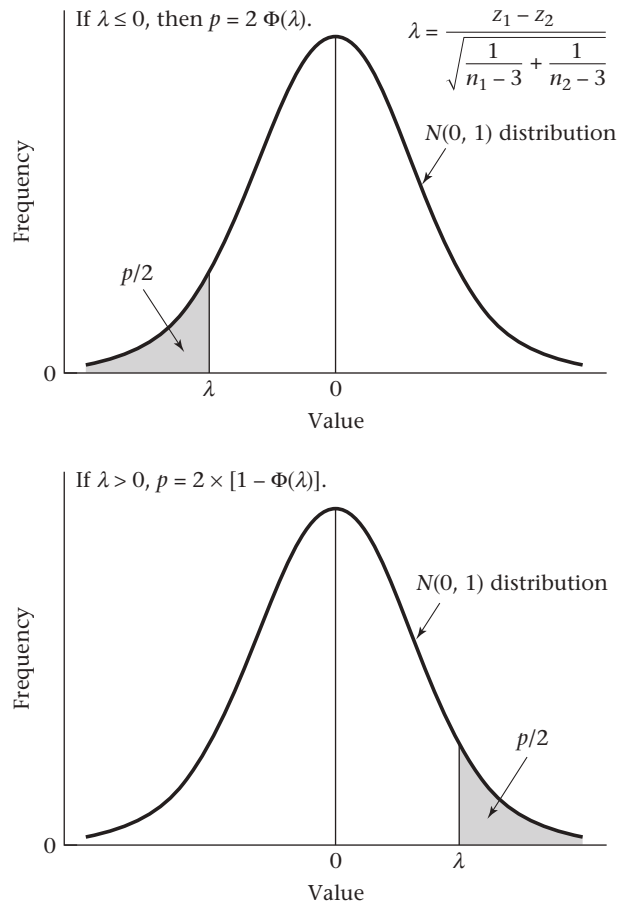 If λ ≤ 0, then p = 2 Φ(λ).
λ = z₁ – z₂ / √(1/(n₁ – 3) + 1/(n₂ – 3))
N(0, 1) distribution
Frequency
p/2
0
λ
0
Value
If λ > 0, p = 2 × [1 – Φ(λ)].
N(0, 1) distribution
Frequency
p/2
0
0
λ
Value